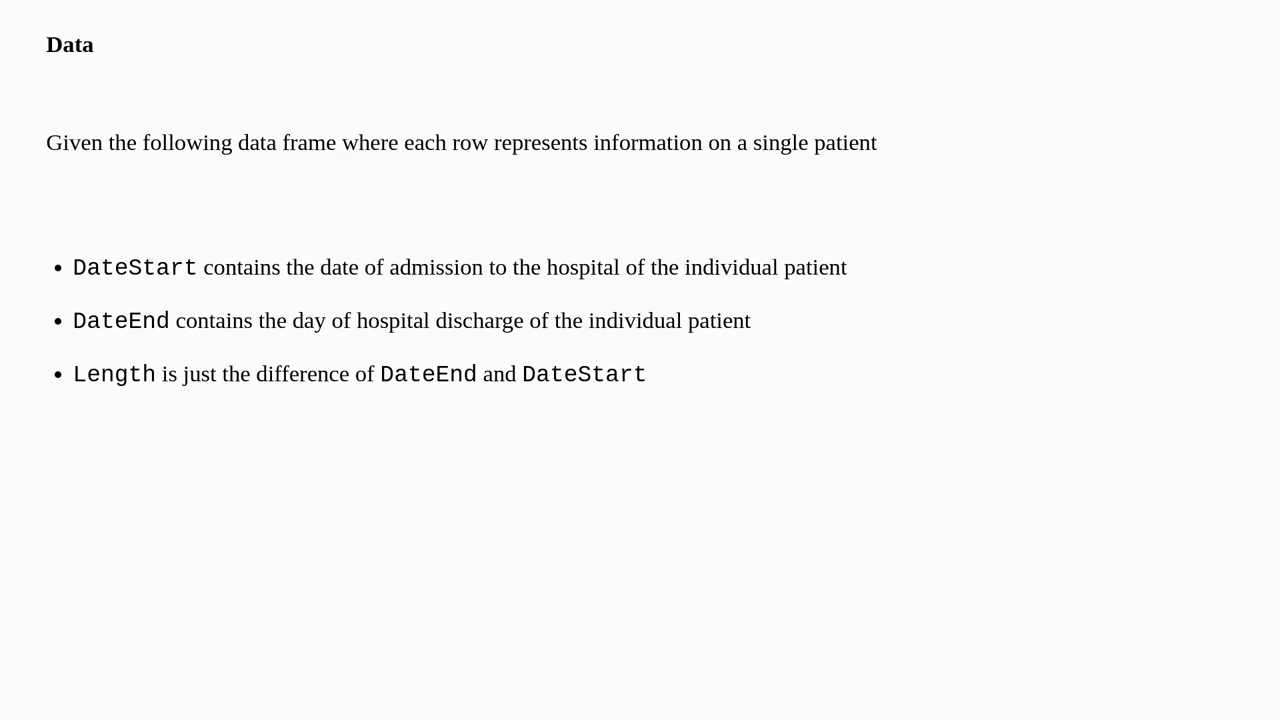 Data
Given the following data frame where each row represents information on a single patient
• DateStart contains the date of admission to the hospital of the individual patient
• DateEnd contains the day of hospital discharge of the individual patient
• Length is just the difference of DateEnd and DateStart